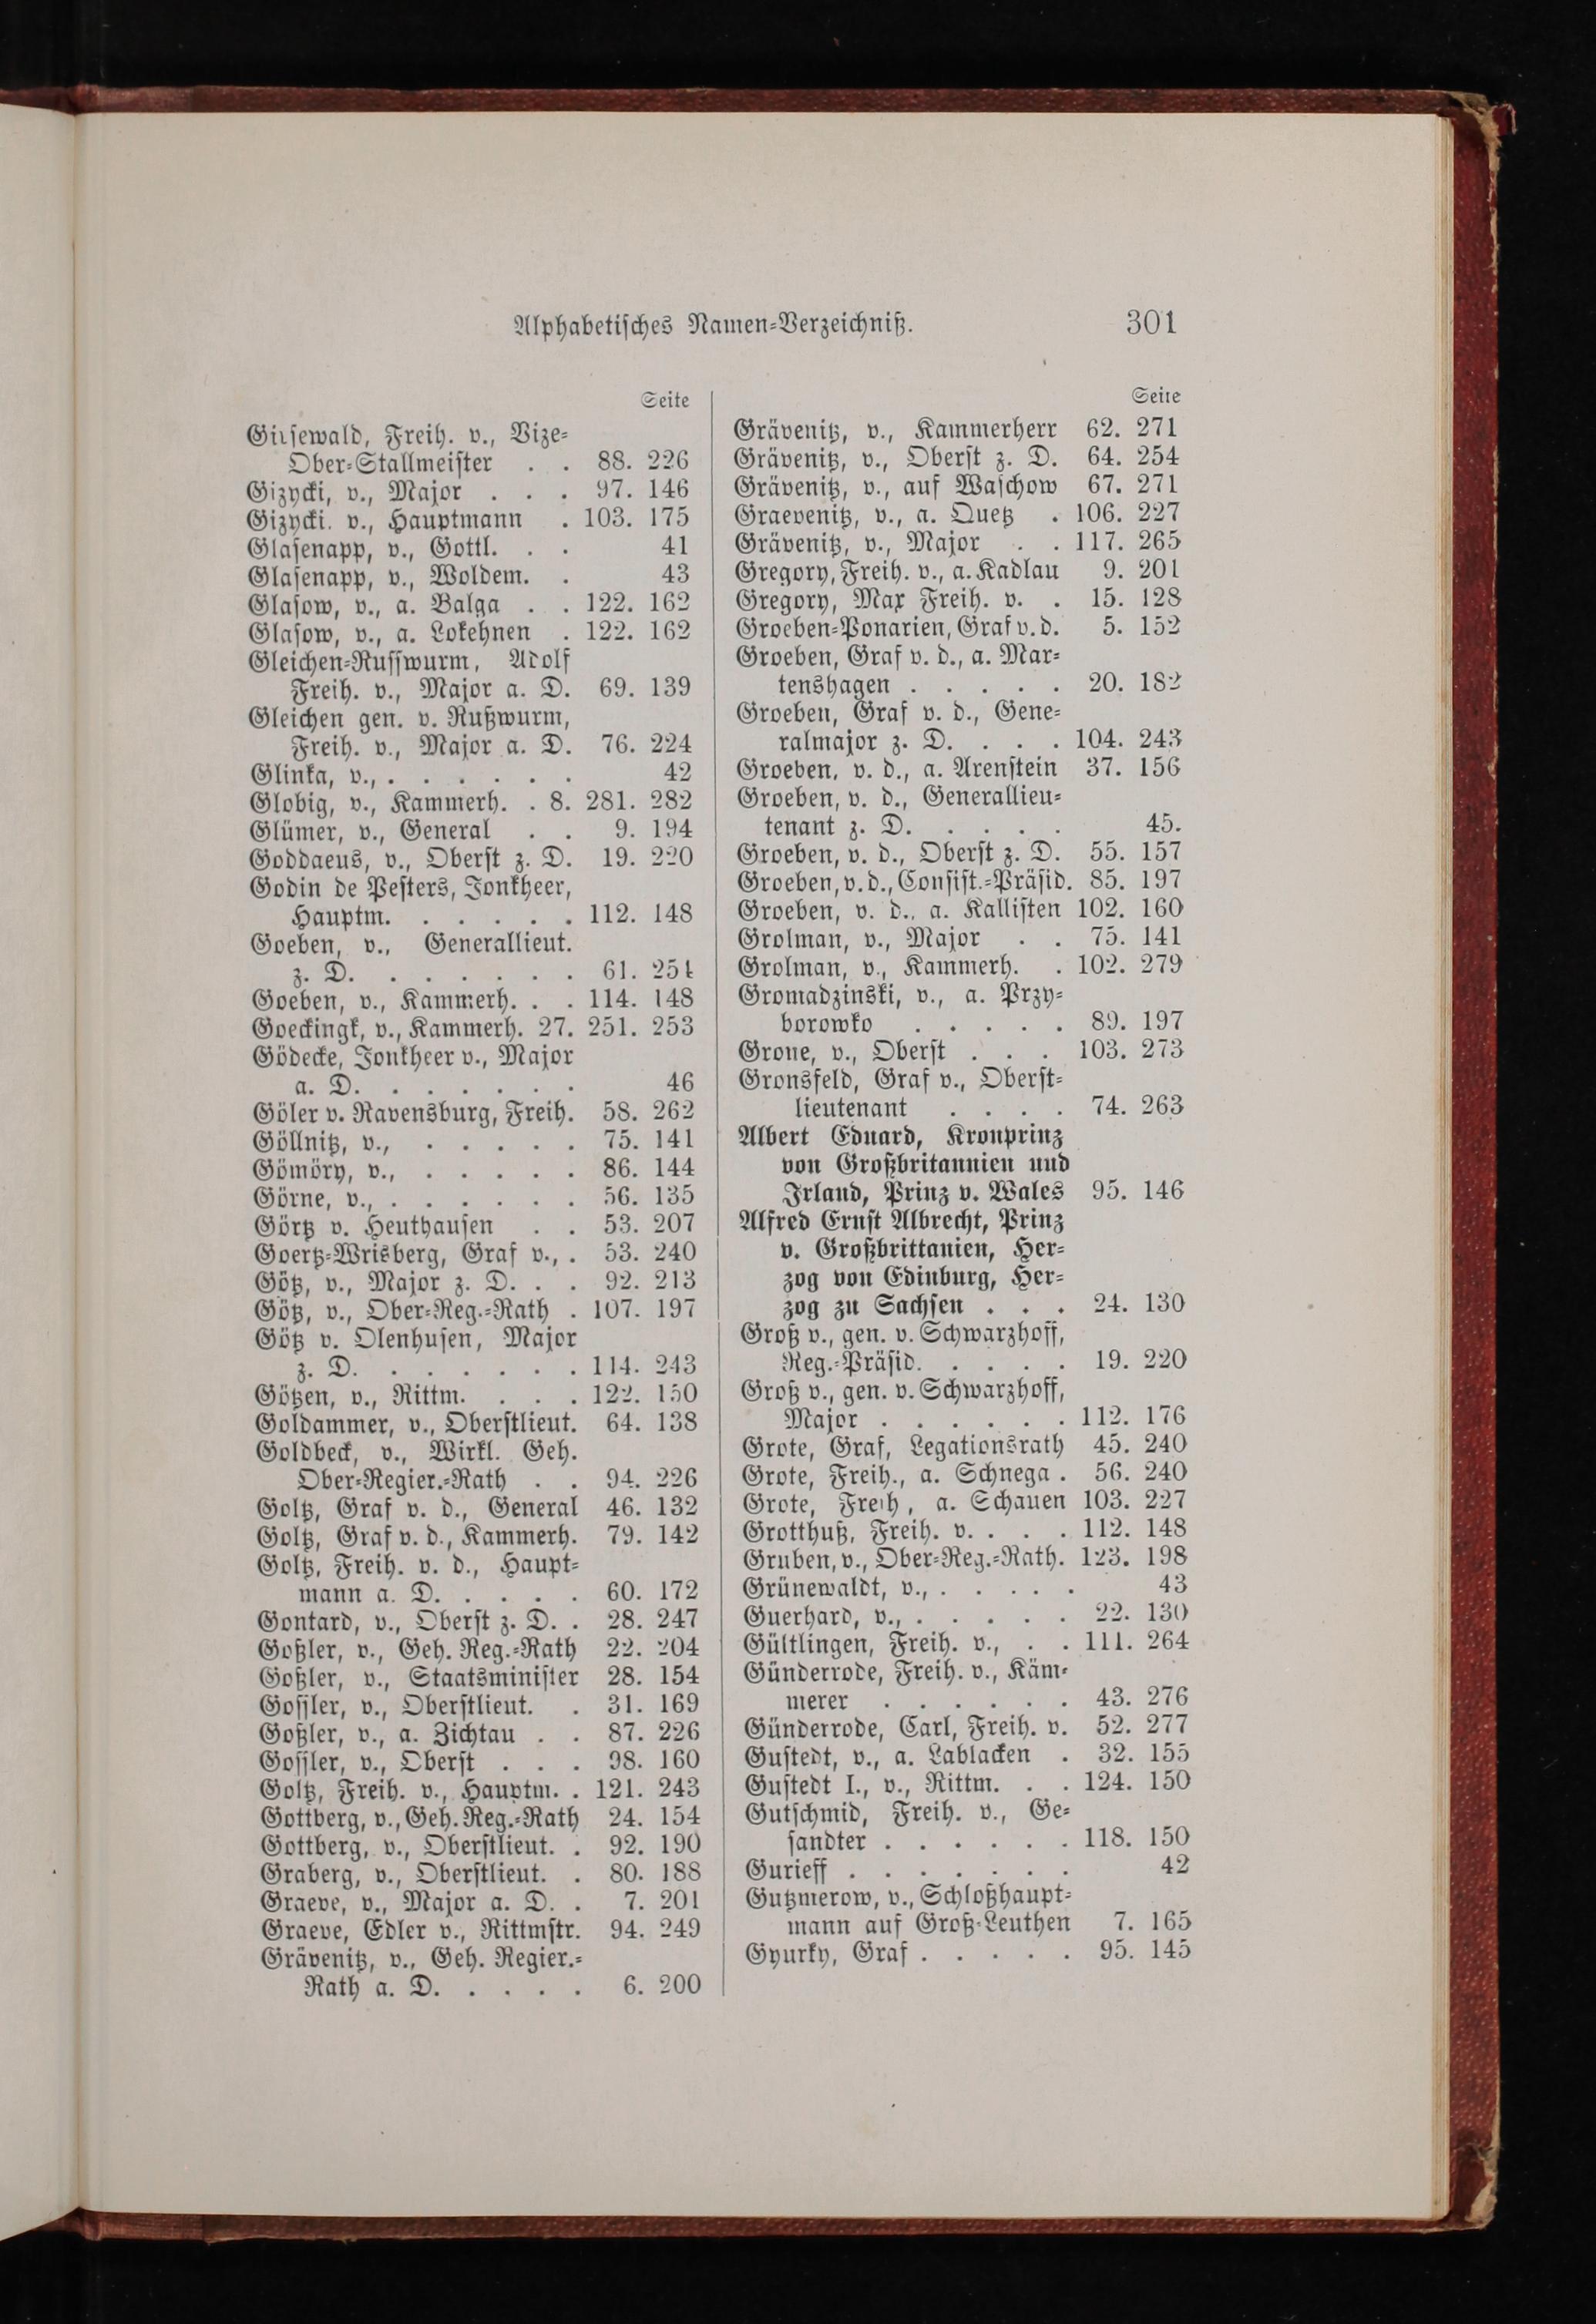 Alphabetisches Namen-Verzeichniß. 301
Seite
Girsewald, Freih. v., Vize-
Ober-Stallmeister . . 88. 226
Gizycki, v., Major . . . 97. 146
Gizycki, v., Hauptmann . 103. 175
Glasenapp, v., Gottl. . . 41
Glasenapp, v., Woldem. . 43
Glasow, v., a. Balga . . 122. 162
Glasow, v., a. Lokehnen . 122. 162
Gleichen-Russwurm, Adolf
Freih. v., Major a. D. 69. 139
Gleichen gen. v. Rußwurm,
Freih. v., Major a. D. 76. 224
Glinka, v., . . . . . . . 42
Globig, v., Kammerh. . 8. 281. 282
Glümer, v., General . . 9. 194
Goddaeus, v., Oberst z. D. 19. 220
Godin de Pesters, Jonkheer,
Hauptm. . . . . . . 112. 148
Goeben, v., Generallieut.
z. D. . . . . . . . 61. 251
Goeben, v., Kammerh. . . 114. 148
Goeckingk, v., Kammerh. 27. 251. 253
Gödecke, Jonkheer v., Major
a. D. . . . . . . . 46
Göler v. Ravensburg, Freih. 58. 262
Göllnitz, v., . . . . . 75. 141
Gömöry, v., . . . . . . 86. 144
Görne, v., . . . . . . . 56. 135
Görtz v. Heuthausen . . 53. 207
Goertz-Wrisberg, Graf v., . 53. 240
Götz, v., Major z. D. . . 92. 213
Götz, v., Ober-Reg.-Rath . 107. 197
Götz v. Olenhusen, Major
z. D. . . . . . . . 114. 243
Götzen, v., Rittm. . . . 122. 150
Goldammer, v., Oberstlieut. 64. 138
Goldbeck, v., Wirkl. Geh.
Ober-Regier.-Rath . . 94. 226
Goltz, Graf v. d., General 46. 132
Goltz, Graf v. d., Kammerh. 79. 142
Goltz, Freih. v. d., Haupt-
mann a. D. . . . . . 60. 172
Gontard, v., Oberst z. D. . 28. 247
Goßler, v., Geh. Reg.-Rath 22. 204
Goßler, v., Staatsminister 28. 154
Gossler, v., Oberstlieut. . 31. 169
Goßler, v., a. Zichtau . . 87. 226
Gossler, v., Oberst . . . 98. 160
Goltz, Freih. v., Hauptm. . 121. 243
Gottberg, v., Geh. Reg.-Rath 24. 154
Gottberg, v., Oberstlieut. . 92. 190
Graberg, v., Oberstlieut. . 80. 188
Graeve, v., Major a. D. . 7. 201
Graeve, Edler v., Rittmstr. 94. 249
Grävenitz, v., Geh. Regier.-
Rath a. D. . . . . . 6. 200
Seite
Grävenitz, v., Kammerherr 62. 271
Grävenitz, v., Oberst z. D. 64. 254
Grävenitz, v., auf Waschow 67. 271
Graevenitz, v., a. Quetz . 106. 227
Grävenitz, v., Major . . 117. 265
Gregory, Freih. v., a. Kadlau 9. 201
Gregory, Max Freih. v. . 15. 128
Groeben-Ponarien, Graf v. d. 5. 152
Groeben, Graf v. d., a. Mar-
tenshagen . . . . . 20. 182
Groeben, Graf v. d., Gene-
ralmajor z. D. . . . . 104. 243
Groeben, v. d., a. Arenstein 37. 156
Groeben, v. d., Generallieu-
tenant z. D. . . . . 45.
Groeben, v. d., Oberst z. D. 55. 157
Groeben, v. d., Consist.-Präsid. 85. 197
Groeben, v. d., a. Kallisten 102. 160
Grolman, v., Major . . 75. 141
Grolman, v., Kammerh. . 102. 279
Gromadzinski, v., a. Przy-
borowko . . . . . 89. 197
Grone, v., Oberst . . . 103. 273
Gronsfeld, Graf v., Oberst-
lieutenant . . . . 74. 263
Albert Eduard, Kronprinz
von Großbritannien und
Irland, Prinz v. Wales 95. 146
Alfred Ernst Albrecht, Prinz
v. Großbrittanien, Her-
zog von Edinburg, Her-
zog zu Sachsen . . . 24. 130
Groß v., gen. v. Schwarzhoff,
Reg.-Präsid. . . . . 19. 220
Groß v., gen. v. Schwarzhoff,
Major . . . . . . 112. 176
Grote, Graf, Legationsrath 45. 240
Grote, Freih., a. Schnega . 56. 240
Grote, Freih, a. Schauen 103. 227
Grotthuß, Freih. v. . . . 112. 148
Gruben, v., Ober-Reg.-Rath. 123. 198
Grünewaldt, v., . . . . . 43
Guerhard, v., . . . . . 22. 130
Gültlingen, Freih. v., . . 111. 264
Günderrode, Freih. v., Käm-
merer . . . . . . 43. 276
Günderrode, Carl, Freih. v. 52. 277
Gustedt, v., a. Lablacken . 32. 155
Gustedt I., v., Rittm. . . 124. 150
Gutschmid, Freih. v., Ge-
sandter . . . . . . 118. 150
Gurieff . . . . . . . 42
Gutzmerow, v., Schloßhaupt-
mann auf Groß-Leuthen 7. 165
Gyurky, Graf . . . . . 95. 145